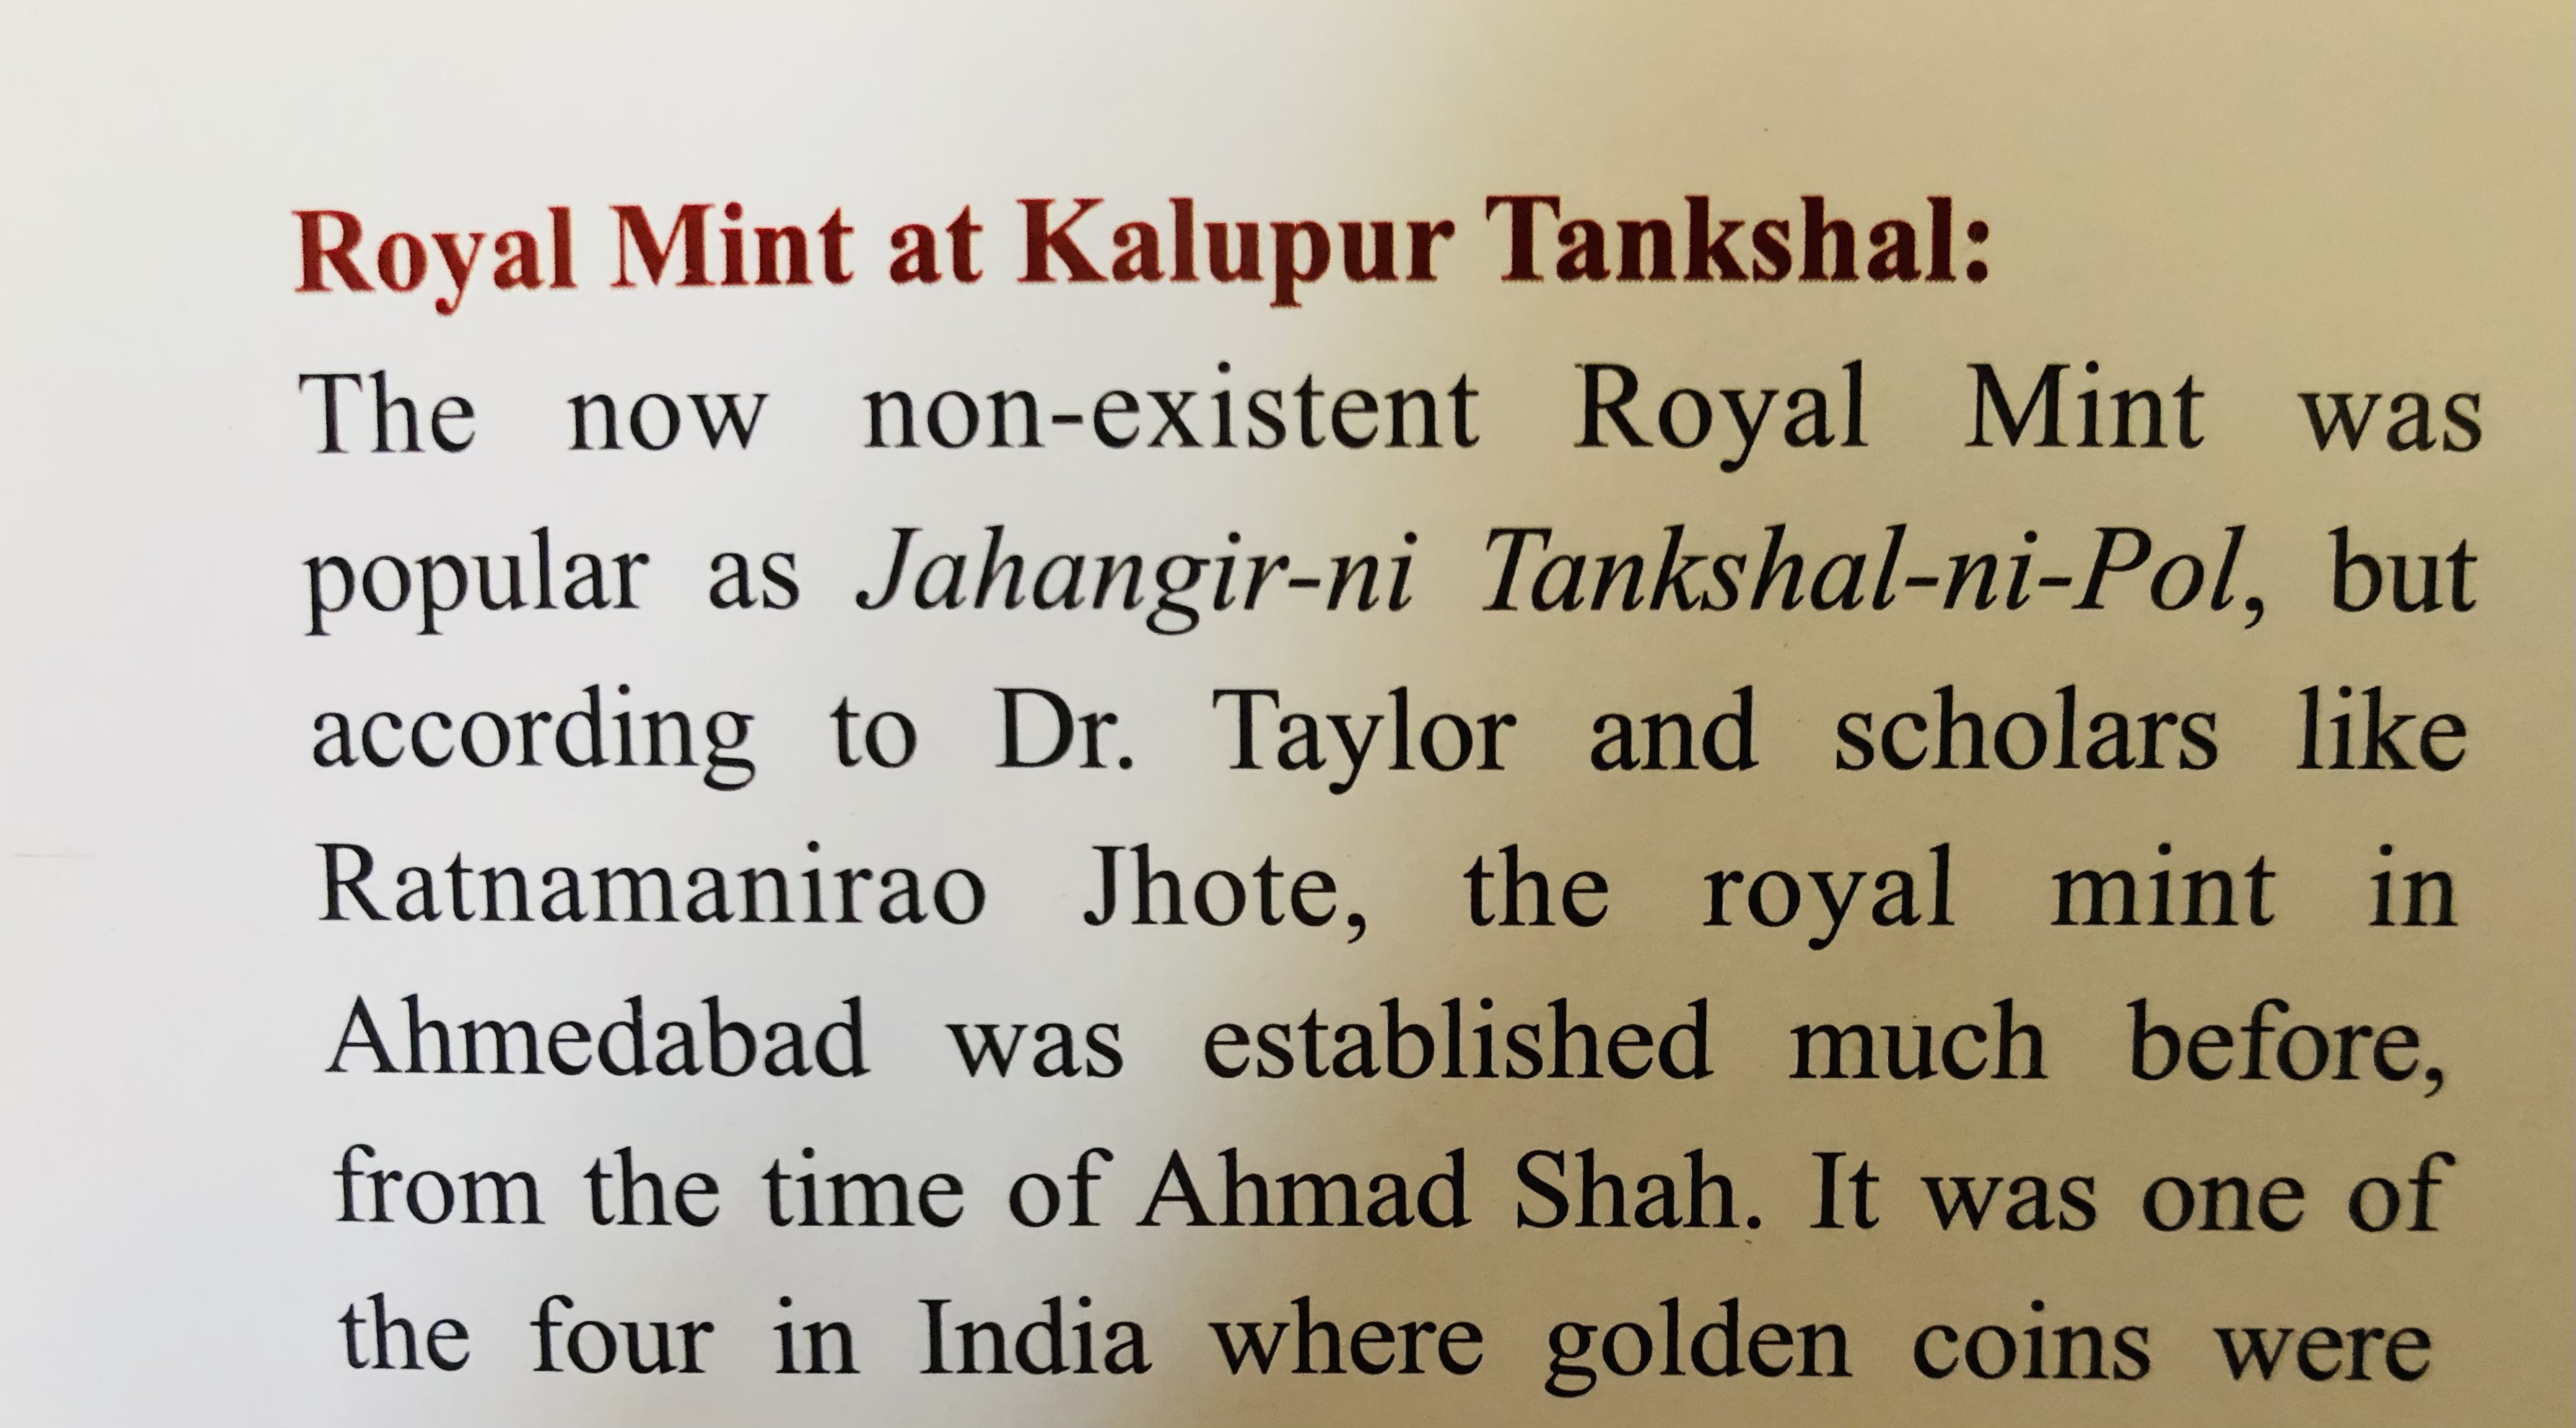 Royal Mint at Kalupur Tankshal:
The now non-existent Royal Mint was
popular as Jahangir-ni Tankshal-ni-Pol, but
according to Dr. Taylor and scholars like
Ratnamanirao Jhote, the royal mint in
Ahmedabad was established much before,
from the time of Ahmad Shah. It was one of
the four in India where golden coins were